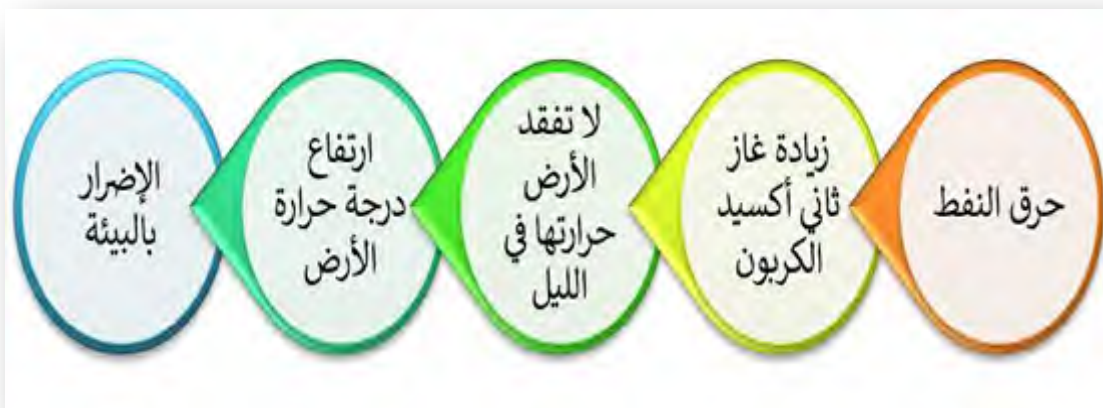 حرق النفط
زيادة غاز
ثاني أكسيد
الكربون
لا تفقد
الأرض
حرارتها في
الليل
ارتفاع
درجة حرارة
الأرض
الإضرار
بالبيئة